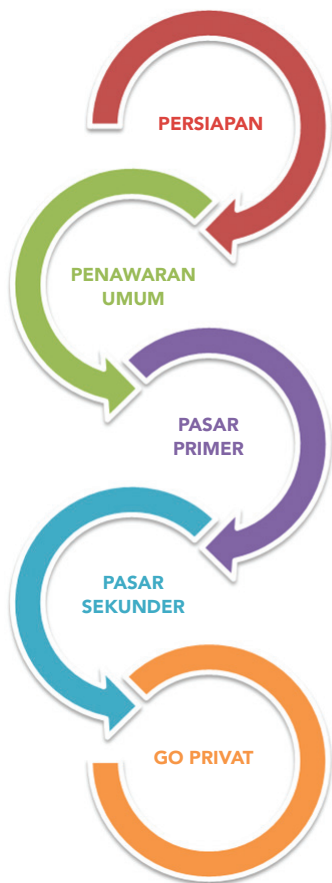 PERSIAPAN
PENAWARAN
UMUM
PASAR
PRIMER
PASAR
SEKUNDER
GO PRIVAT